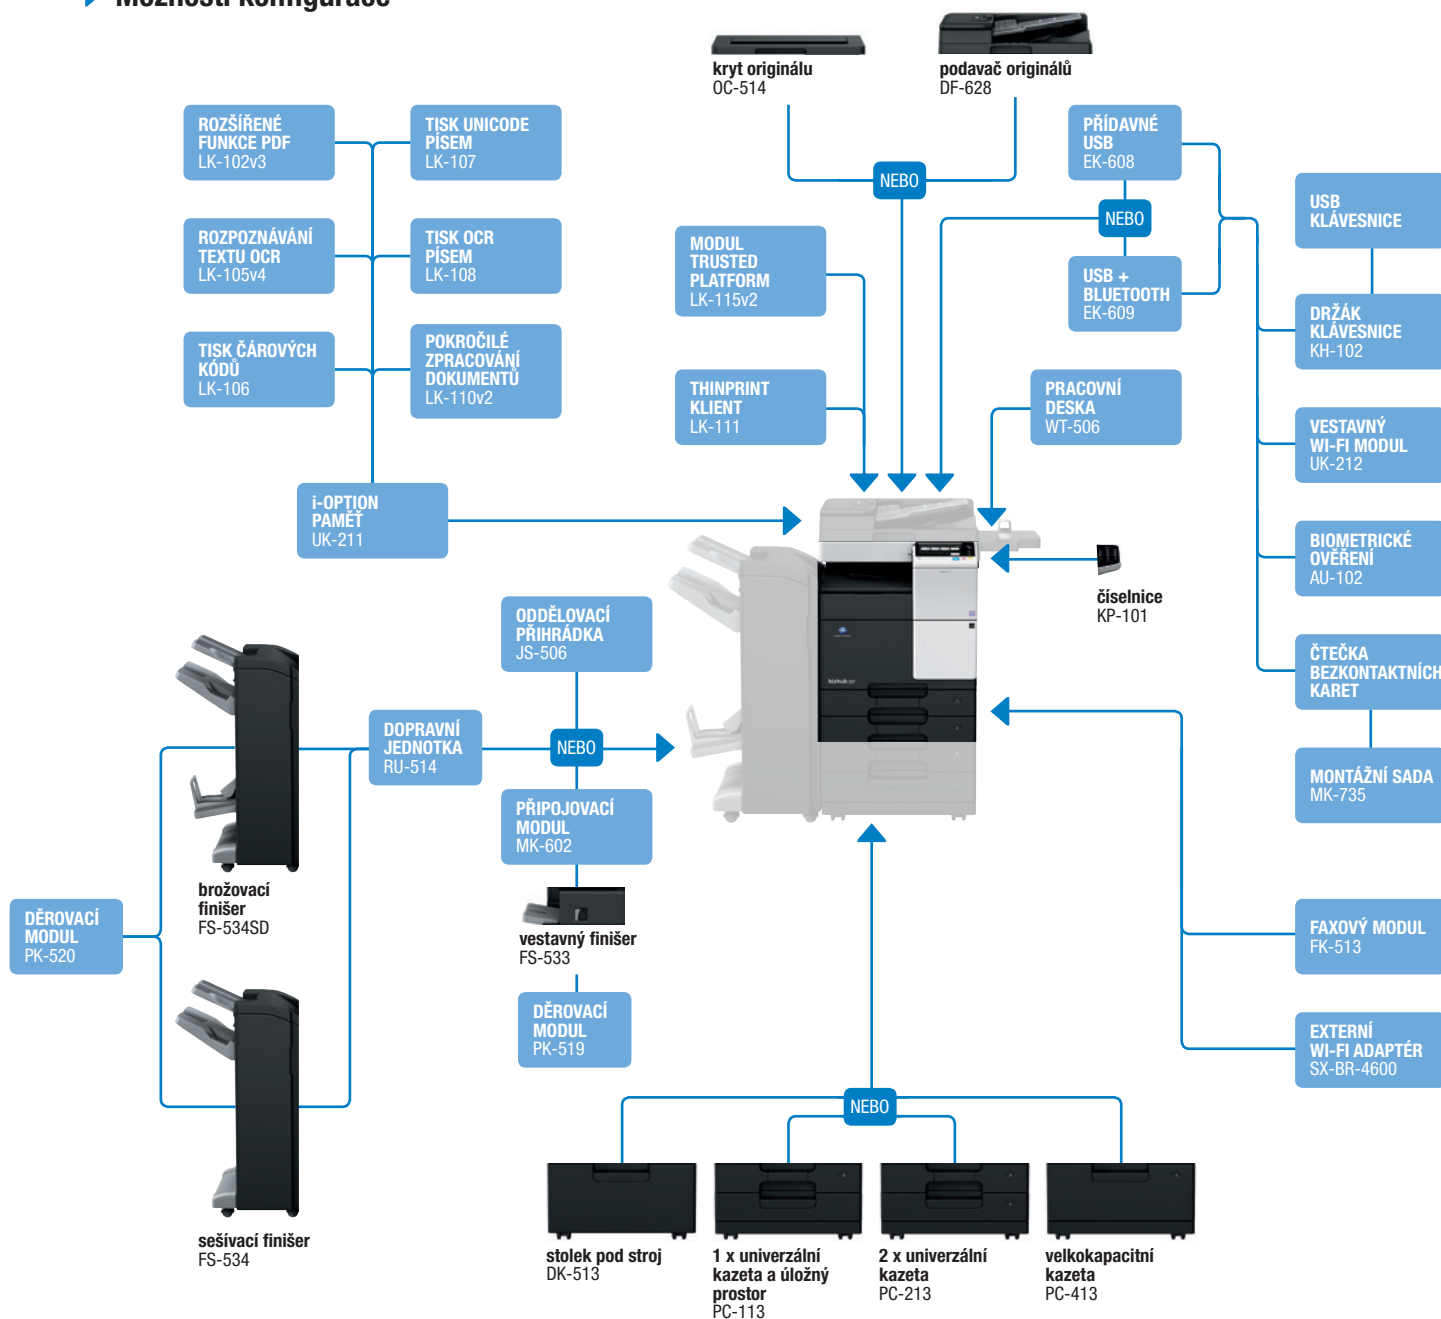 Možnosti konfigurace
kryt originálu
OC-514
podavač originálů
DF-628
ROZŠÍŘENÉ
FUNKCE PDF
LK-102v3
TISK UNICODE
PÍSEM
LK-107
PŘÍDAVNÉ
USB
EK-608
NEBO
USB
KLÁVESNICE
NEBO
ROZPOZNÁVÁNÍ
TEXTU OCR
LK-105v4
TISK OCR
PÍSEM
LK-108
MODUL
TRUSTED
PLATFORM
LK-115v2
USB +
BLUETOOTH
EK-609
DRŽÁK
KLÁVESNICE
KH-102
TISK ČÁROVÝCH
KÓDŮ
LK-106
POKROČILÉ
ZPRACOVÁNÍ
DOKUMENTŮ
LK-110v2
THINPRINT
KLIENT
LK-111
PRACOVNÍ
DESKA
WT-506
VESTAVNÝ
WI-FI MODUL
UK-212
i-OPTION
PAMĚŤ
UK-211
BIOMETRICKÉ
OVĚŘENÍ
AU-102
číselnice
KP-101
ODDĚLOVACÍ
PŘIHRÁDKA
JS-506
ČTEČKA
BEZKONTAKTNÍCH
KARET
bizhub
DOPRAVNÍ
JEDNOTKA
RU-514
NEBO
MONTÁŽNÍ SADA
MK-735
PŘIPOJOVACÍ
MODUL
MK-602
brožovací
finišer
FS-534SD
DĚROVACÍ
MODUL
PK-520
vestavný finišer
FS-533
FAXOVÝ MODUL
FK-513
DĚROVACÍ
MODUL
PK-519
EXTERNÍ
WI-FI ADAPTÉR
SX-BR-4600
NEBO
sešívací finišer
FS-534
stolek pod stroj
DK-513
1 x univerzální
kazeta a úložný
prostor
PC-113
2 x univerzální
kazeta
PC-213
velkokapacitní
kazeta
PC-413